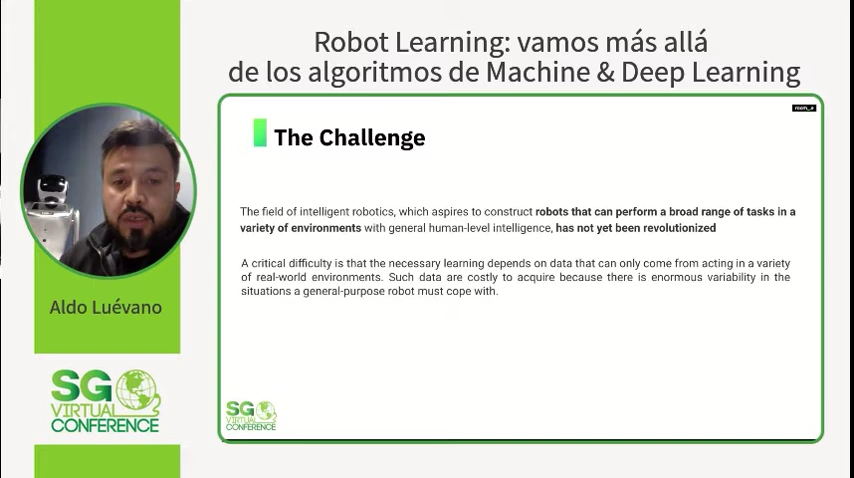 Robot Learning: vamos más allá
de los algoritmos de Machine & Deep Learning
room_e
The Challenge
The field of intelligent robotics, which aspires to construct robots that can perform a broad range of tasks in a
variety of environments with general human-level intelligence, has not yet been revolutionized
A critical difficulty is that the necessary learning depends on data that can only come from acting in a variety
of real-world environments. Such data are costly to acquire because there is enormous variability in the
situations a general-purpose robot must cope with.
Aldo Luévano
SG
VIRTUAL
CONFERENCE
SG
VIRTUAL
CONFERENCE